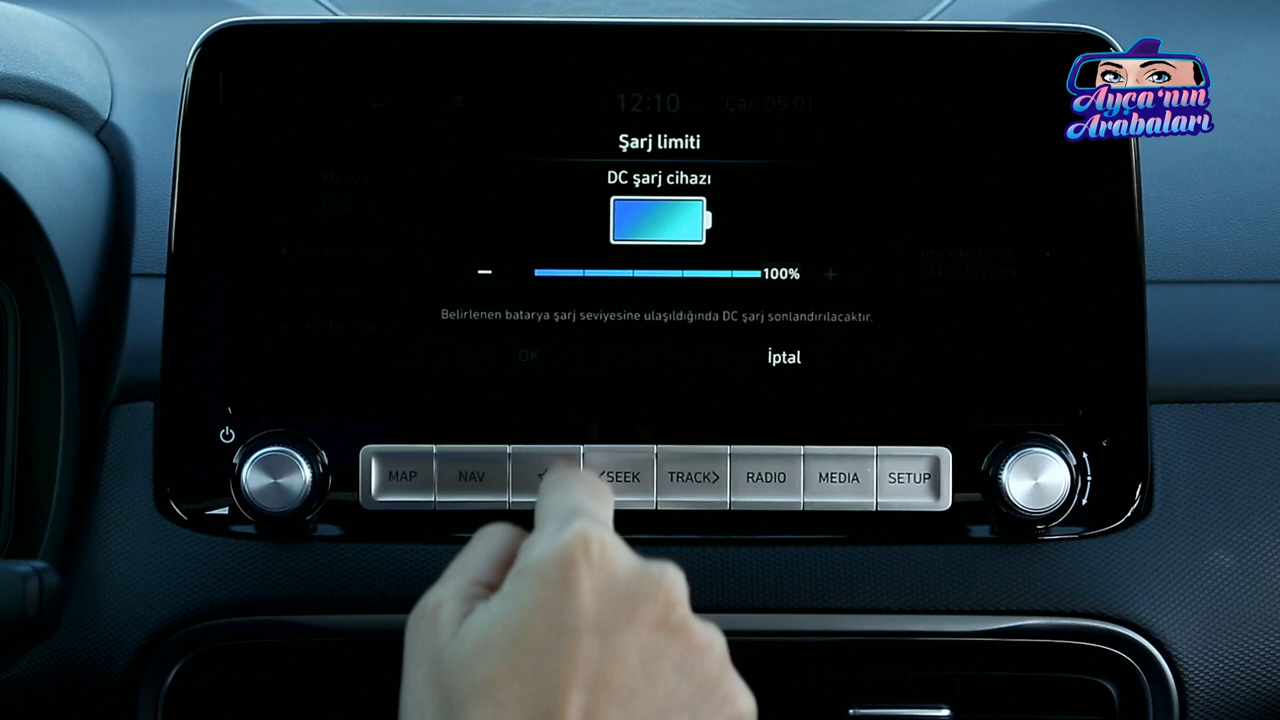 12:10 Çar 05.01
Ayça'nın
Arabaları
Şarj limiti
DC şarj cihazı
− 100% +
Belirlenen batarya şarj seviyesine ulaşıldığında DC şarj sonlandırılacaktır.
OK İptal
MAP NAV <SEEK TRACK> RADIO MEDIA SETUP